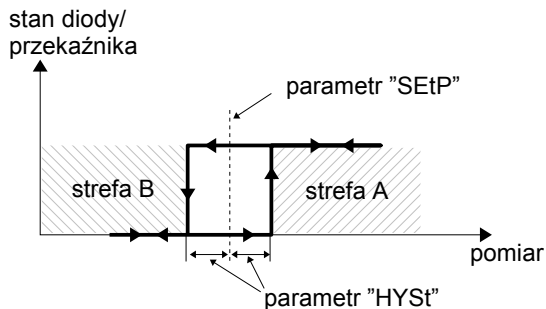 stan diody/
przekaźnika
parametr "SEtP"
strefa B
strefa A
pomiar
parametr "HYSt"